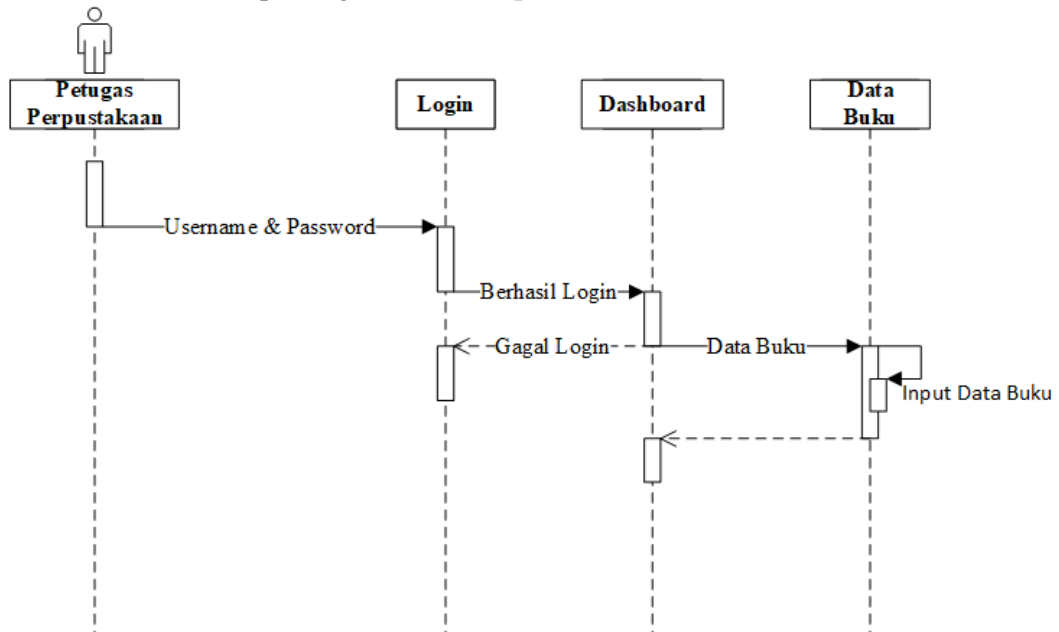 Petugas
Perpustakaan
Login
Dashboard
Data
Buku
Username & Password
Berhasil Login
Gagal Login
Data Buku
Input Data Buku